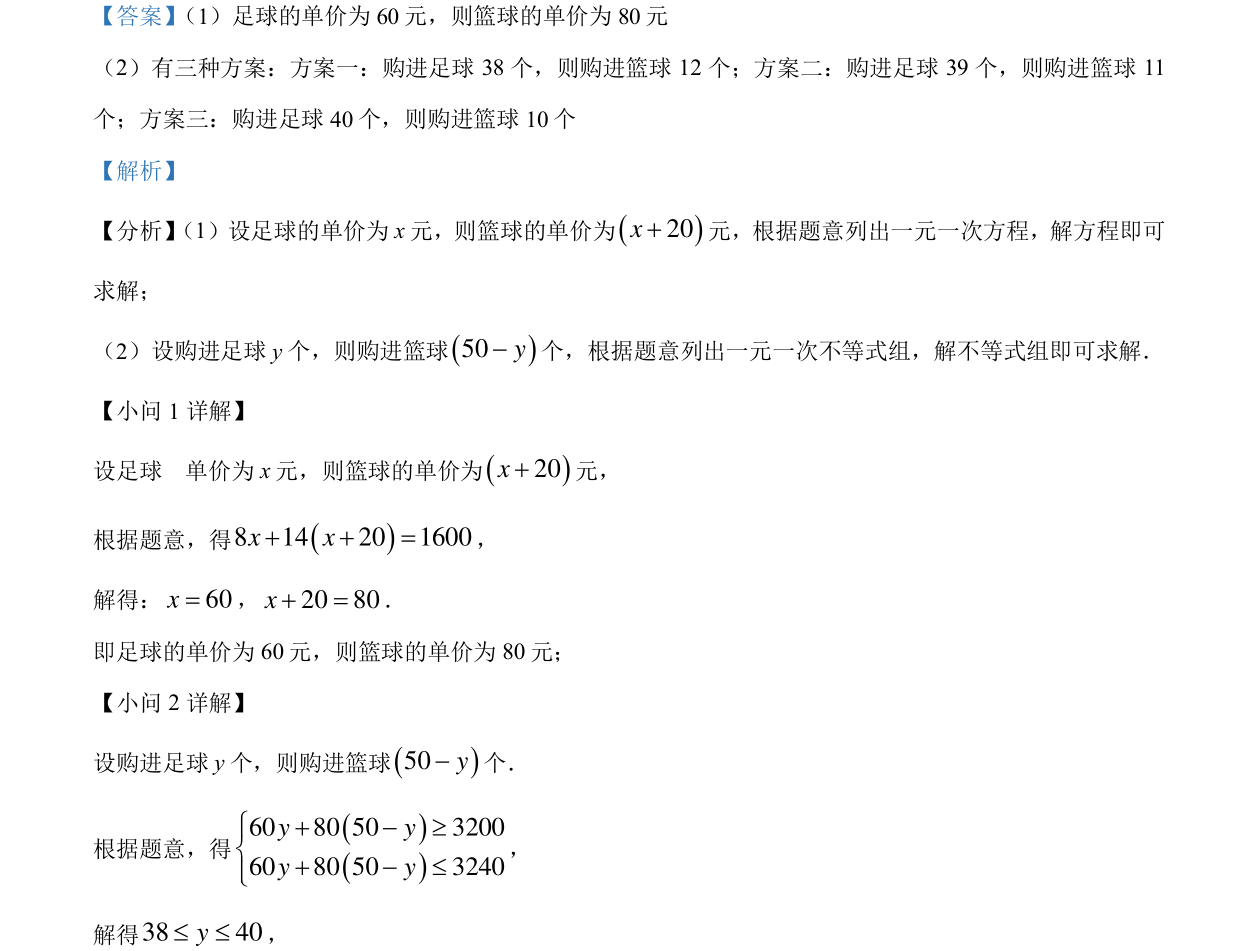 【答案】（1）足球的单价为 60 元，则篮球的单价为 80 元
（2）有三种方案：方案一：购进足球 38 个，则购进篮球 12 个；方案二：购进足球 39 个，则购进篮球 11
个；方案三：购进足球 40 个，则购进篮球 10 个
【解析】
【分析】（1）设足球的单价为 x 元，则篮球的单价为(x+20)元，根据题意列出一元一次方程，解方程即可
求解；
（2）设购进足球 y 个，则购进篮球(50−y)个，根据题意列出一元一次不等式组，解不等式组即可求解．
【小问 1 详解】
设足球 单价为 x 元，则篮球的单价为(x+20)元，
根据题意，得8x+14(x+20)=1600，
解得：x=60，x+20=80．
即足球的单价为 60 元，则篮球的单价为 80 元；
【小问 2 详解】
设购进足球 y 个，则购进篮球(50−y)个．
根据题意，得{60y+80(50−y)≥3200
60y+80(50−y)≤3240，
解得38≤y≤40，